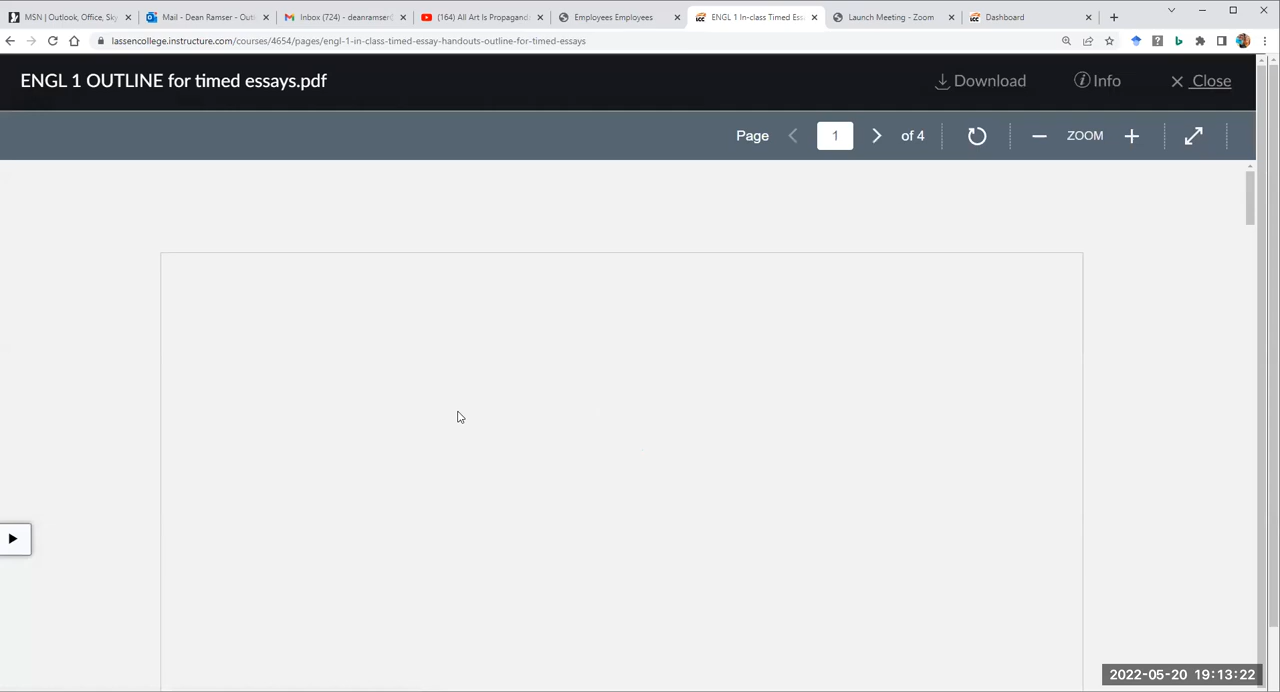 MSN | Outlook, Office, Sky
Mail - Dean Ramser - Out
Inbox (724) - deanramser@
(164) All Art Is Propagand
Employees Employees
ENGL 1 In-class Timed Ess
Launch Meeting - Zoom
Dashboard
lassencollege.instructure.com/courses/4654/pages/engl-1-in-class-timed-essay-handouts-outline-for-timed-essays
ENGL 1 OUTLINE for timed essays.pdf
Download
Info
Close
Page 1 of 4
ZOOM
2022-05-20 19:13:22